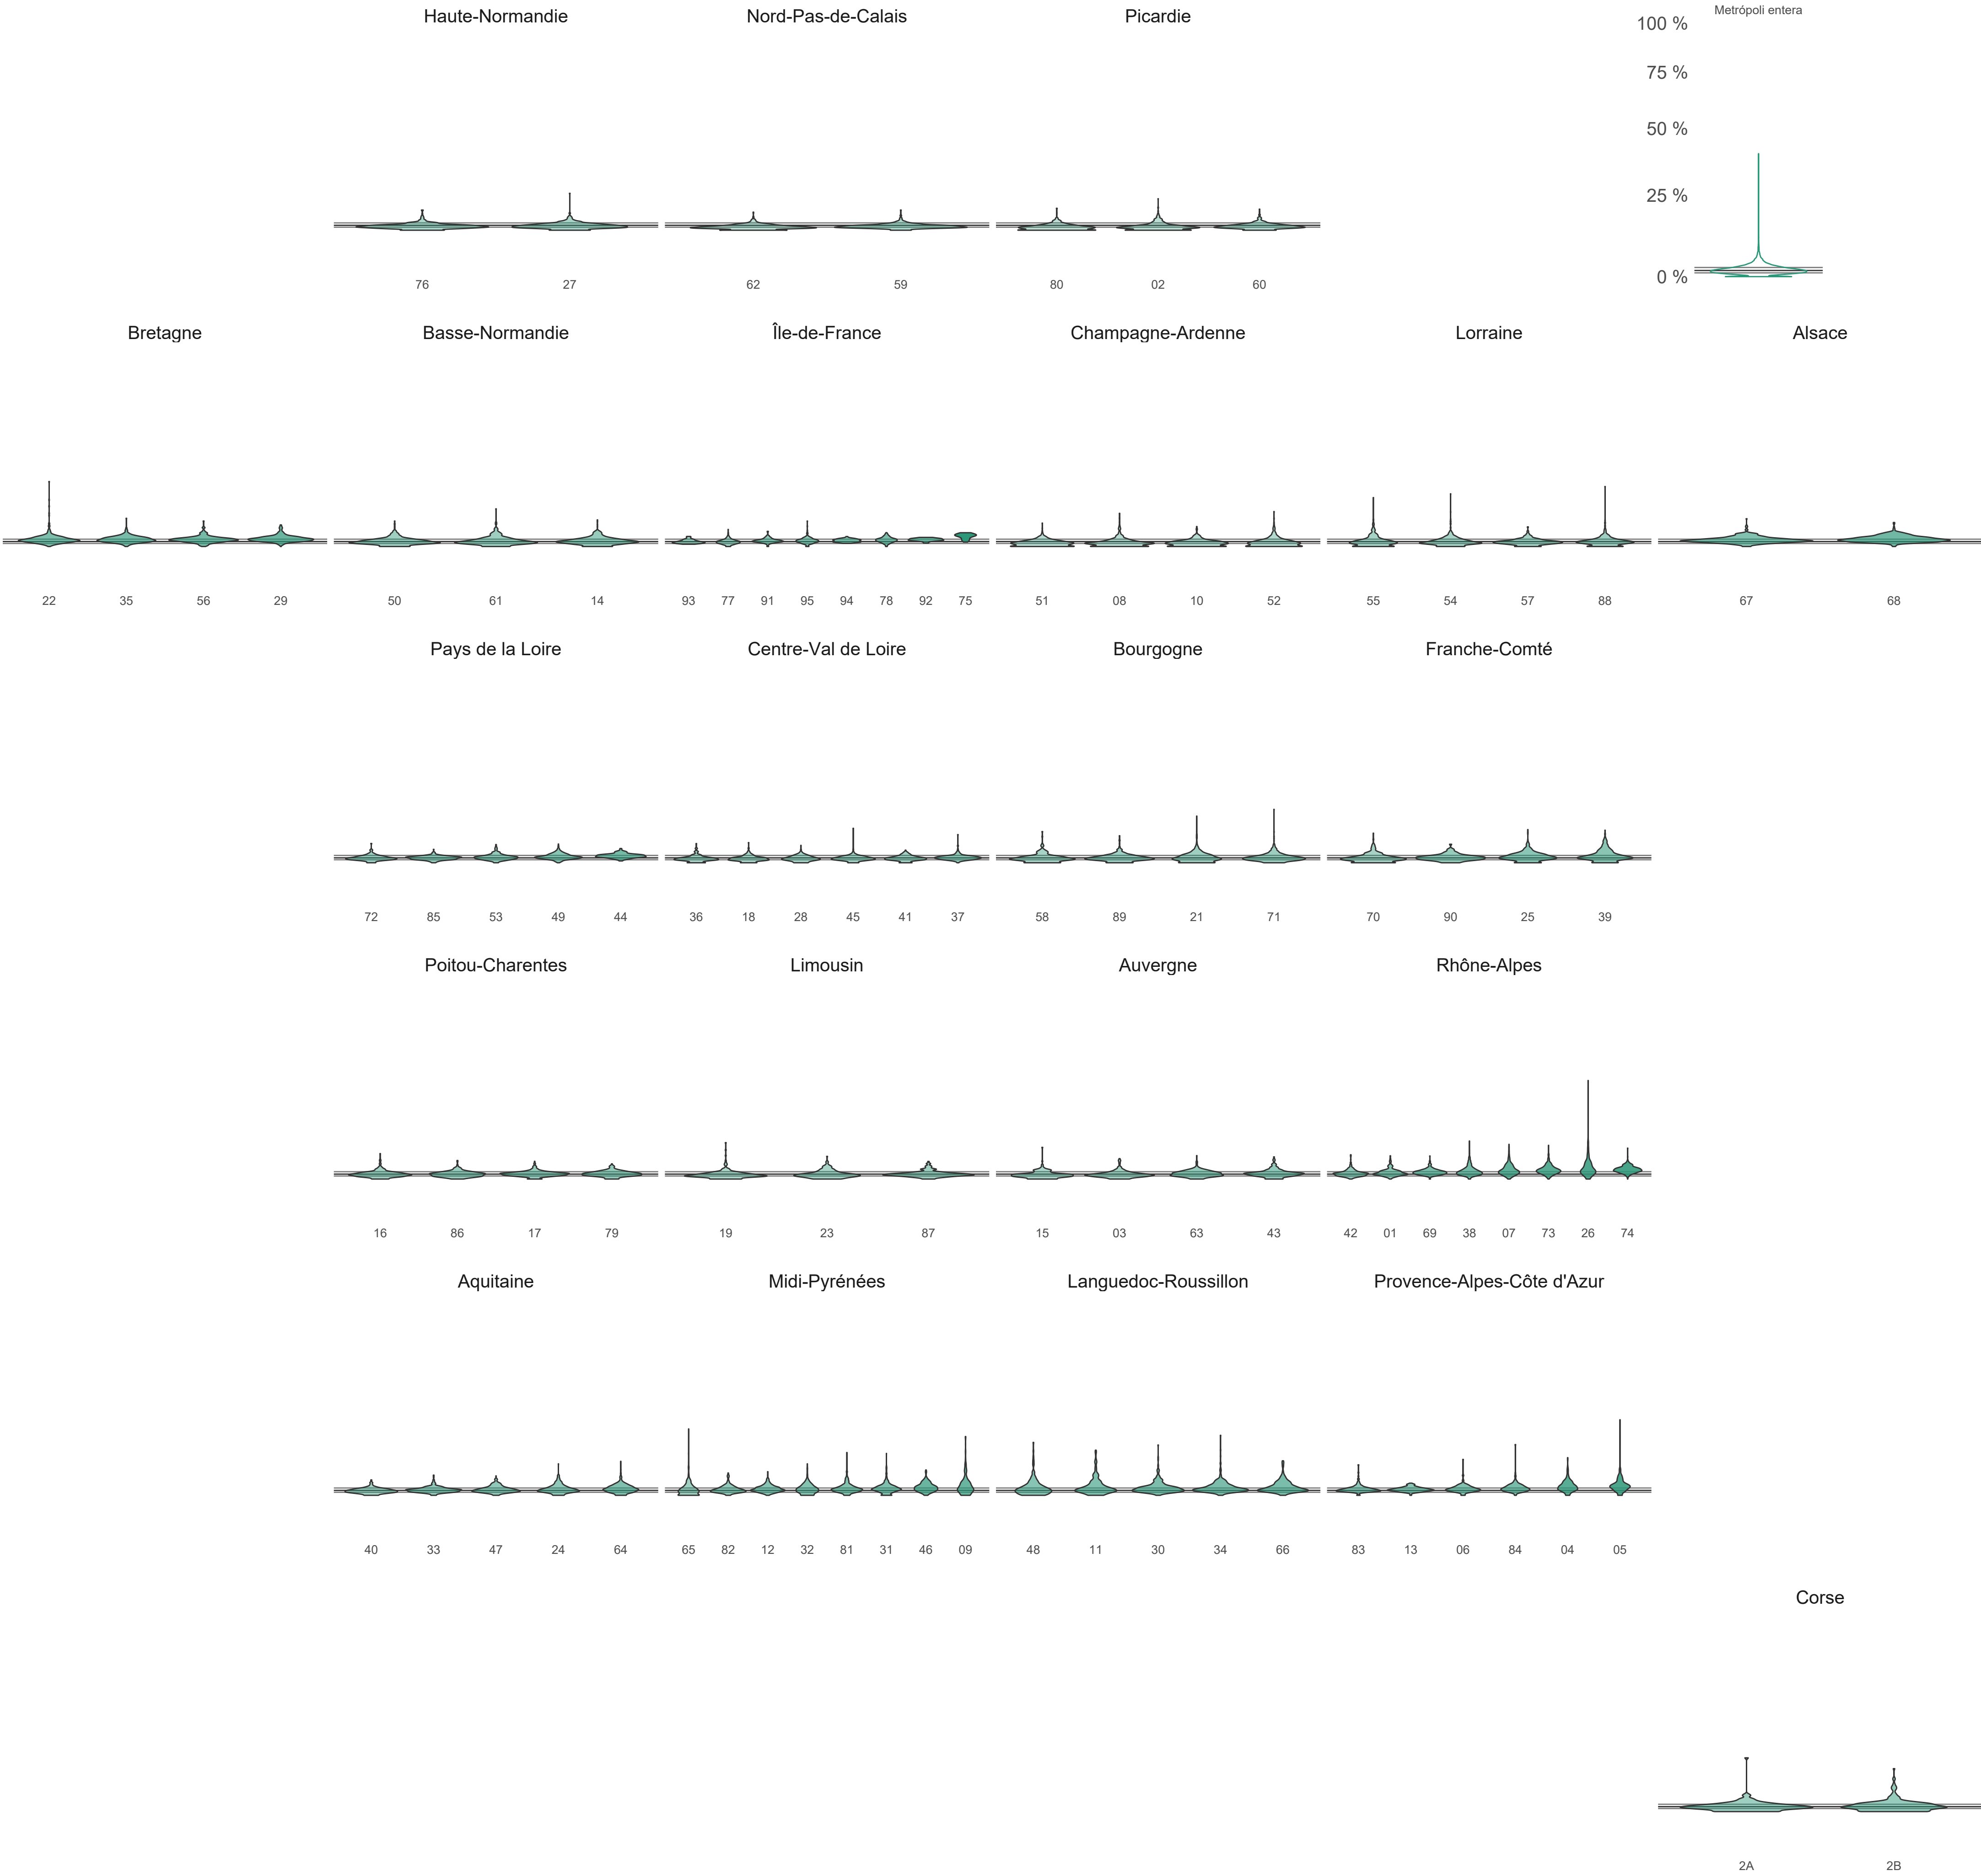 Haute-Normandie Nord-Pas-de-Calais Picardie Metrópoli entera
100 %
75 %
50 %
25 %
0 %
76 27 62 59 80 02 60
Bretagne Basse-Normandie Île-de-France Champagne-Ardenne Lorraine Alsace
22 35 56 29 50 61 14 93 77 91 95 94 78 92 75 51 08 10 52 55 54 57 88 67 68
Pays de la Loire Centre-Val de Loire Bourgogne Franche-Comté
72 85 53 49 44 36 18 28 45 41 37 58 89 21 71 70 90 25 39
Poitou-Charentes Limousin Auvergne Rhône-Alpes
16 86 17 79 19 23 87 15 03 63 43 42 01 69 38 07 73 26 74
Aquitaine Midi-Pyrénées Languedoc-Roussillon Provence-Alpes-Côte d'Azur
40 33 47 24 64 65 82 12 32 81 31 46 09 48 11 30 34 66 83 13 06 84 04 05
Corse
2A 2B